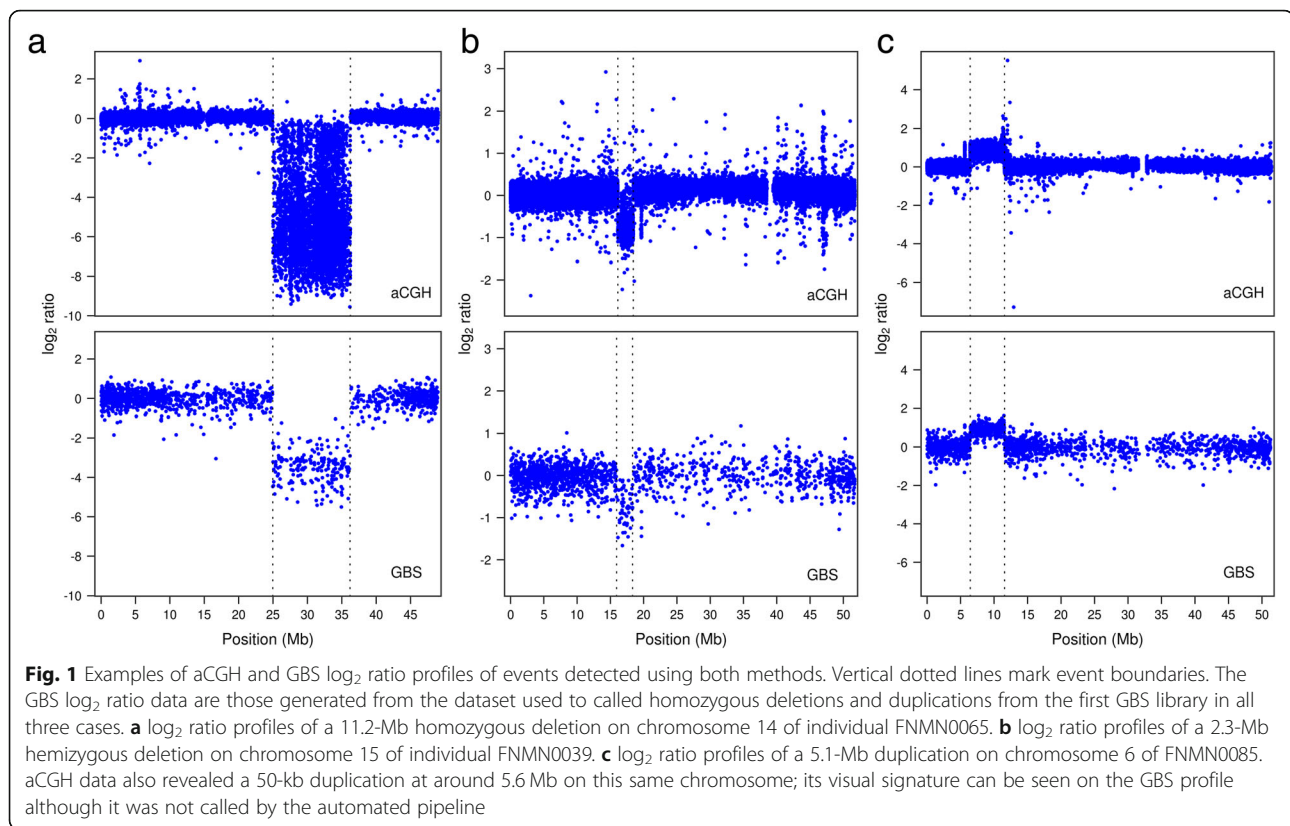 a
b
c
2
0
-2
-4
-6
-8
-10
aCGH
3
2
1
0
-1
-2
aCGH
4
2
0
-2
-4
-6
aCGH
log2 ratio
log2 ratio
log2 ratio
2
0
-2
-4
-6
-8
-10
GBS
3
2
1
0
-1
-2
GBS
4
2
0
-2
-4
-6
GBS
0 5 10 15 20 25 30 35 40 45
0 5 10 15 20 25 30 35 40 45 50
0 5 10 15 20 25 30 35 40 45 50
Position (Mb)
Position (Mb)
Position (Mb)
Fig. 1 Examples of aCGH and GBS log2 ratio profiles of events detected using both methods. Vertical dotted lines mark event boundaries. The
GBS log2 ratio data are those generated from the dataset used to called homozygous deletions and duplications from the first GBS library in all
three cases. a log2 ratio profiles of a 11.2-Mb homozygous deletion on chromosome 14 of individual FNMN0065. b log2 ratio profiles of a 2.3-Mb
hemizygous deletion on chromosome 15 of individual FNMN0039. c log2 ratio profiles of a 5.1-Mb duplication on chromosome 6 of FNMN0085.
aCGH data also revealed a 50-kb duplication at around 5.6 Mb on this same chromosome; its visual signature can be seen on the GBS profile
although it was not called by the automated pipeline